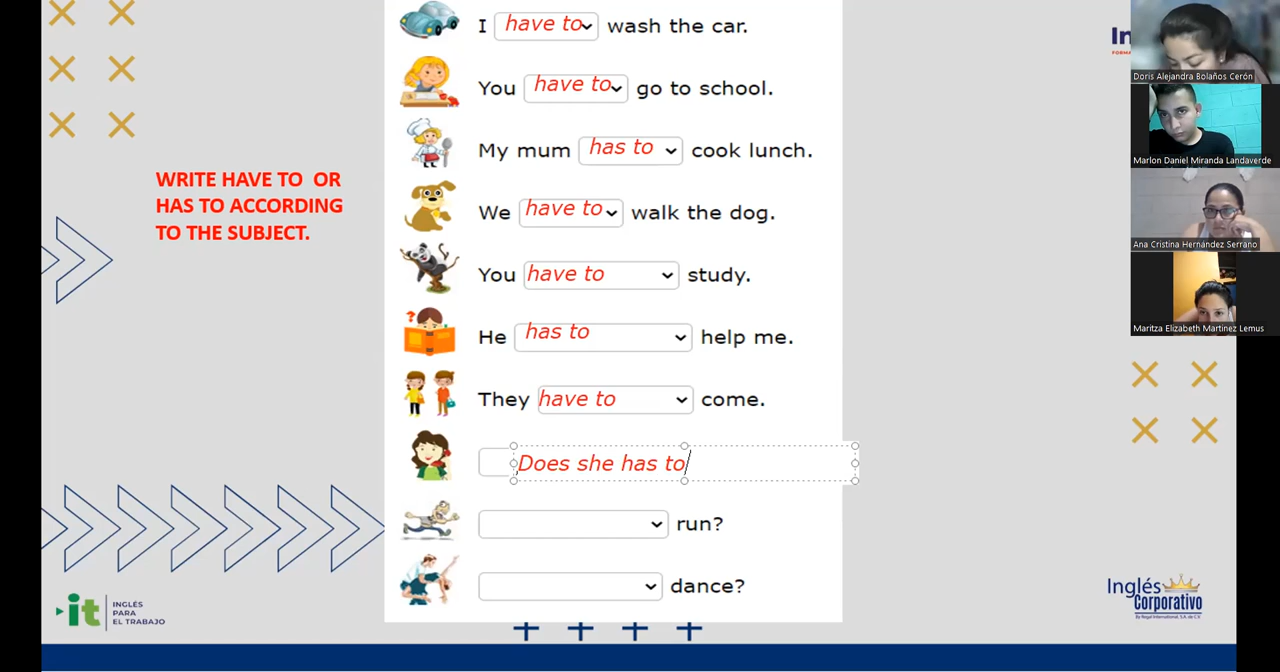 I have to wash the car.
You have to go to school.
My mum has to cook lunch.
We have to walk the dog.
You have to study.
He has to help me.
They have to come.
Does she has to
run?
dance?
WRITE HAVE TO OR
HAS TO ACCORDING
TO THE SUBJECT.
it INGLÉS
PARA
EL TRABAJO
In
Doris Alejandra Bolaños Cerón
Marlon Daniel Miranda Landaverde
Ana Cristina Hernández Serrano
Maritza Elizabeth Martinez Lemus
Inglés
Corporativo